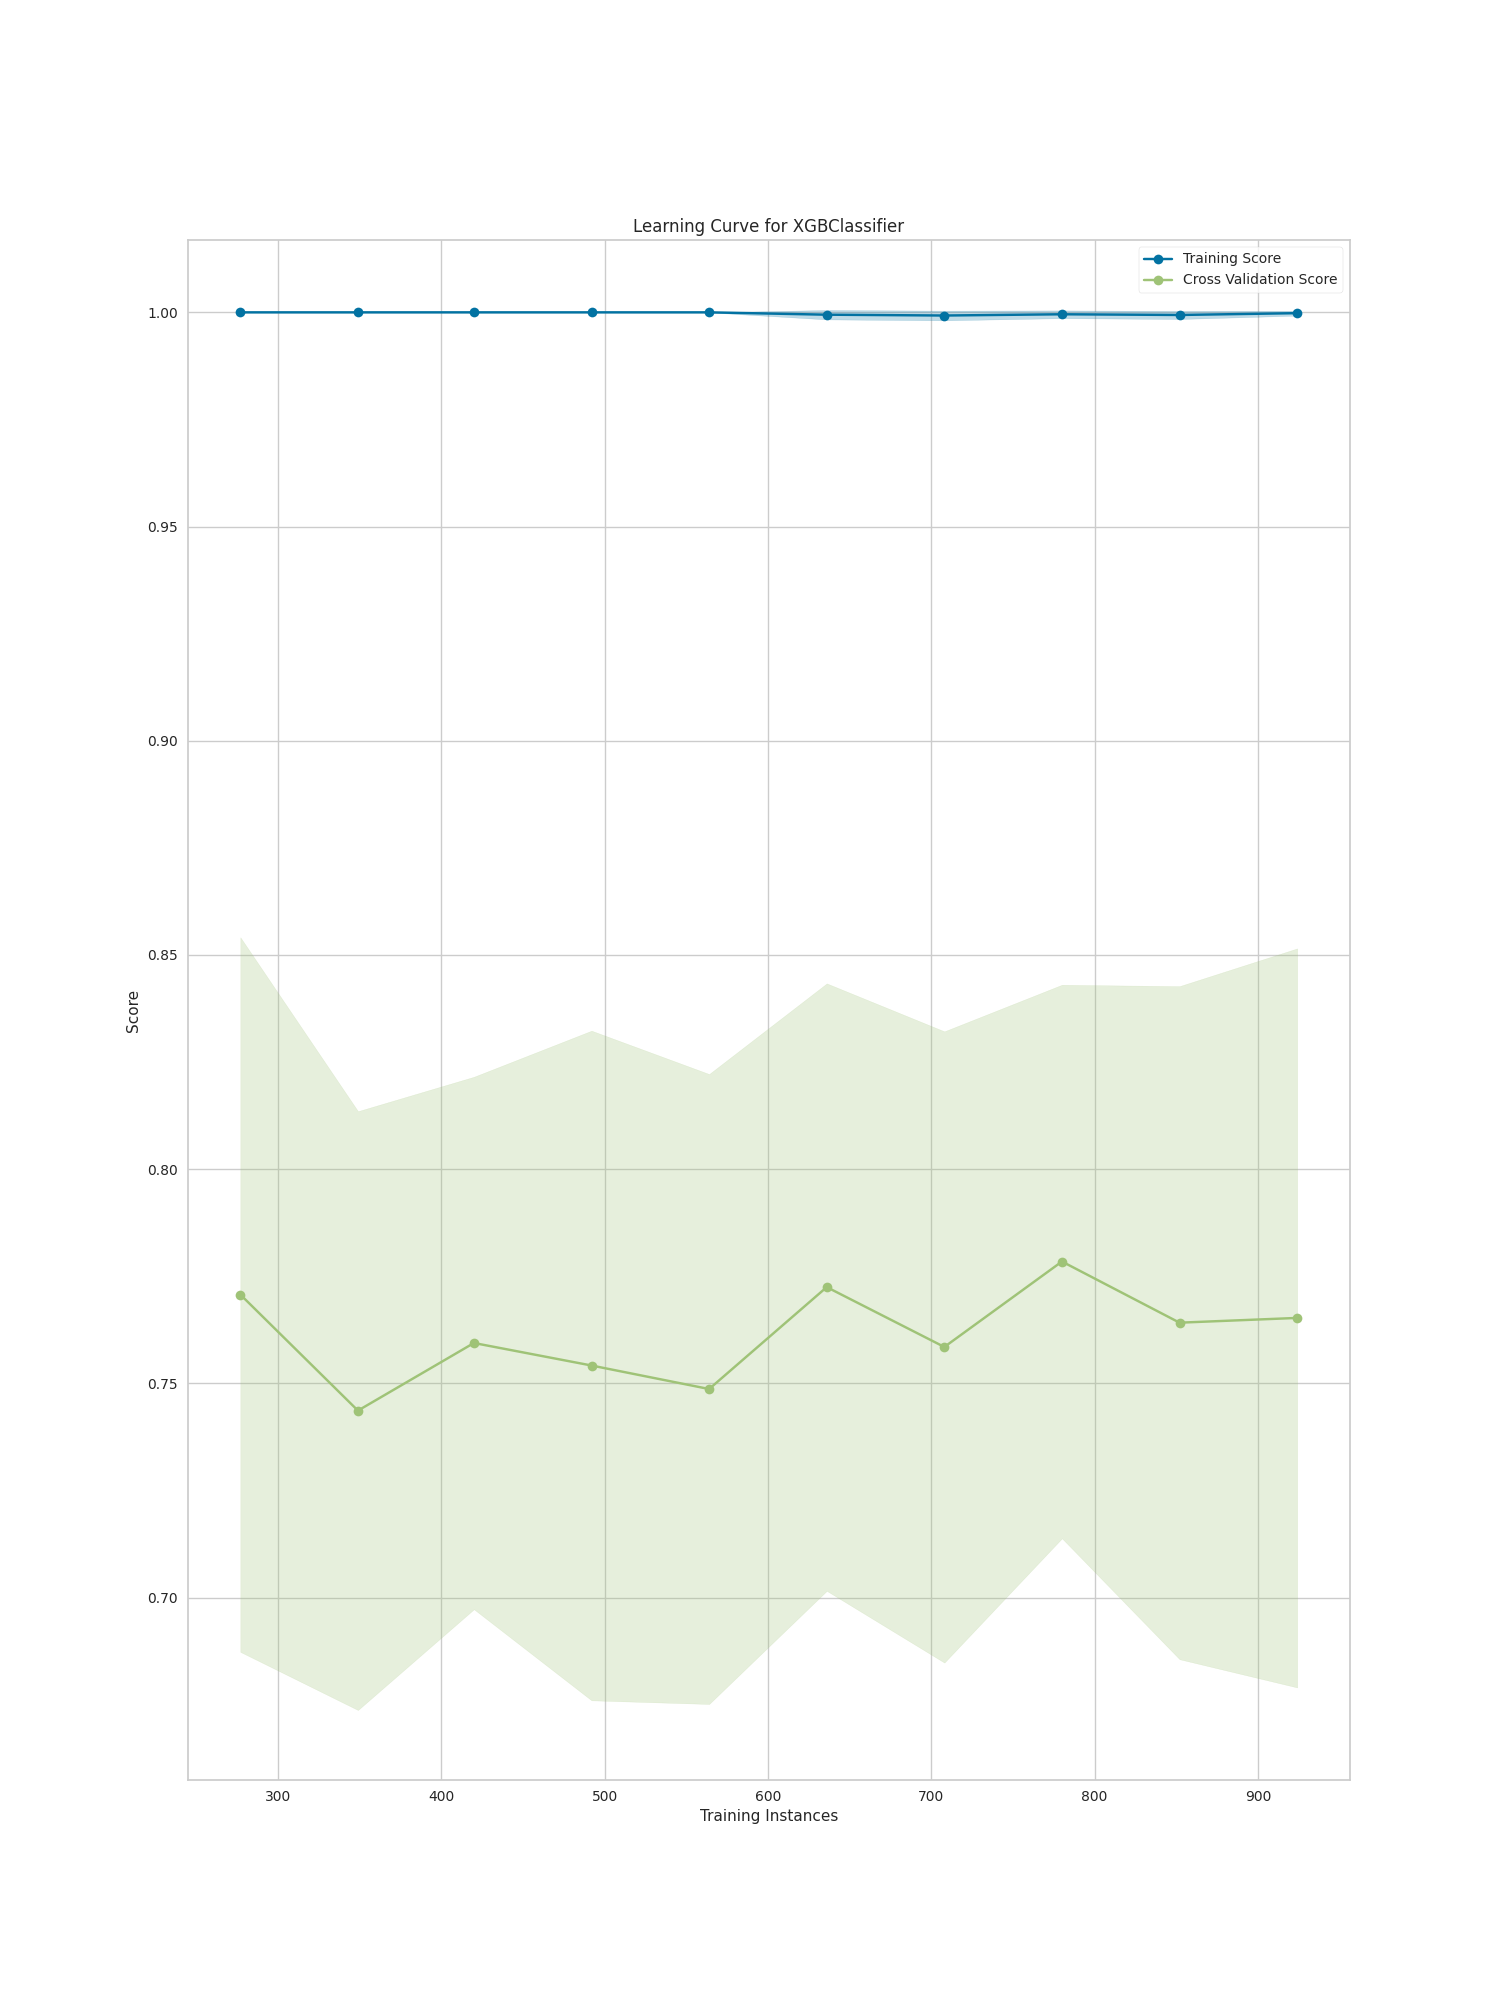 Learning Curve for XGBClassifier
Training Score
Cross Validation Score
1.00
0.95
0.90
0.85
0.80
0.75
0.70
Score
300 400 500 600 700 800 900
Training Instances